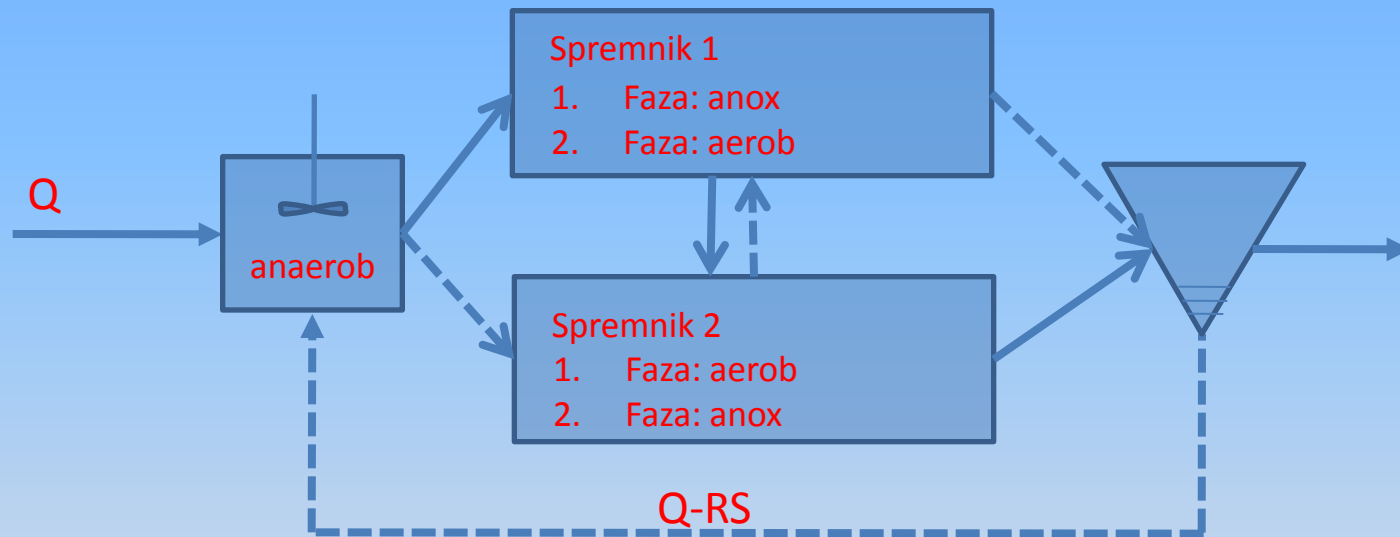 Spremnik 1
1. Faza: anox
2. Faza: aerob
Q
anaerob
Spremnik 2
1. Faza: aerob
2. Faza: anox
Q-RS